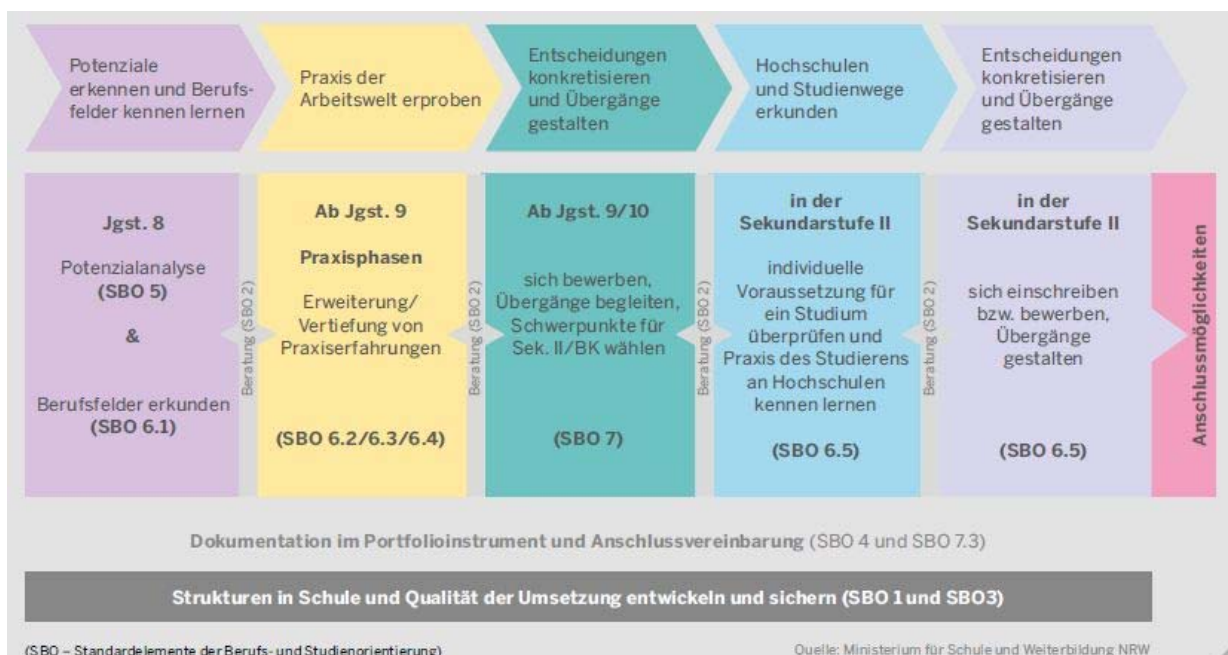 Potenziale
erkennen und Berufs-
felder kennen lernen
Praxis der
Arbeitswelt erproben
Entscheidungen
konkretisieren
und Übergänge
gestalten
Hochschulen
und Studienwege
erkunden
Entscheidungen
konkretisieren
und Übergänge
gestalten
Jgst. 8
Potenzialanalyse
(SBO 5)
&
Berufsfelder erkunden
(SBO 6.1)
Beratung (SBO 2)
Ab Jgst. 9
Praxisphasen
Erweiterung/
Vertiefung von
Praxiserfahrungen
(SBO 6.2/6.3/6.4)
Beratung (SBO 2)
Ab Jgst. 9/10
sich bewerben,
Übergänge begleiten,
Schwerpunkte für
Sek. II/BK wählen
(SBO 7)
Beratung (SBO 2)
in der
Sekundarstufe II
individuelle
Voraussetzung für
ein Studium
überprüfen und
Praxis des Studierens
an Hochschulen
kennen lernen
(SBO 6.5)
Beratung (SBO 2)
in der
Sekundarstufe II
sich einschreiben
bzw. bewerben,
Übergänge
gestalten
(SBO 6.5)
Anschlussmöglichkeiten
Dokumentation im Portfolioinstrument und Anschlussvereinbarung (SBO 4 und SBO 7.3)
Strukturen in Schule und Qualität der Umsetzung entwickeln und sichern (SBO 1 und SBO3)
(SBO – Standardelemente der Berufs- und Studienorientierung)
Quelle: Ministerium für Schule und Weiterbildung NRW